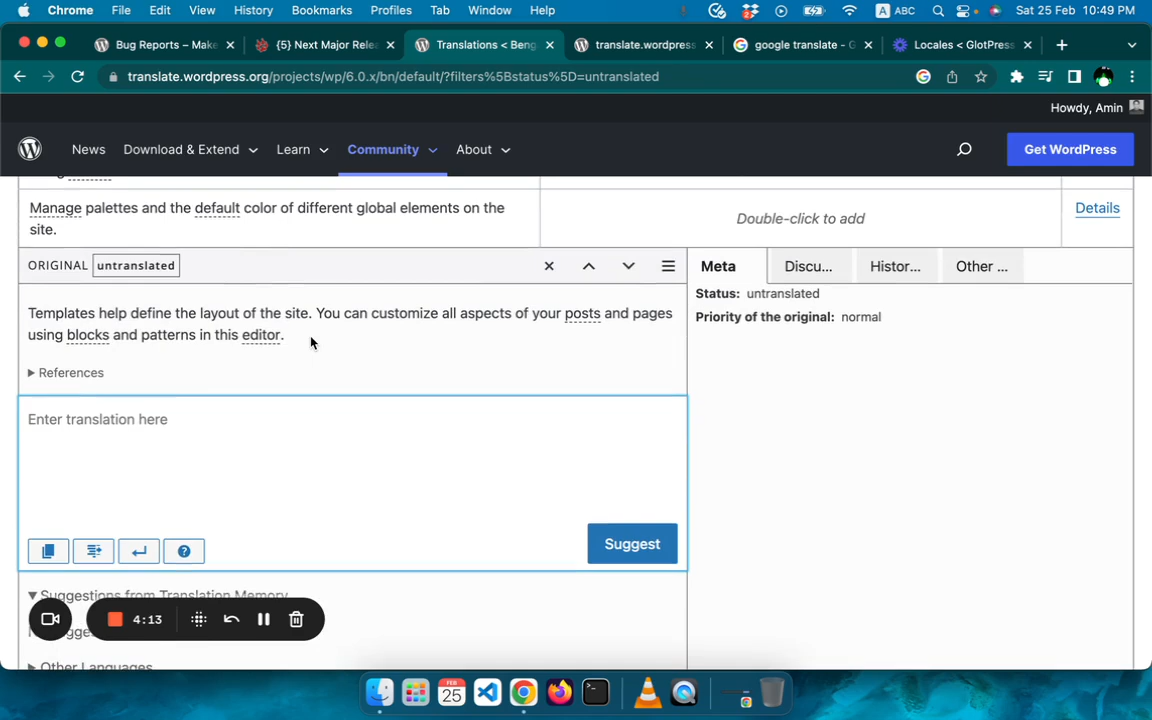 Chrome File Edit View History Bookmarks Profiles Tab Window Help A ABC Sat 25 Feb 10:49 PM
Bug Reports – Make {5} Next Major Rele Translations < Beng translate.wordpress google translate - G Locales < GlotPress
translate.wordpress.org/projects/wp/6.0.x/bn/default/?filters%5Bstatus%5D=untranslated
Howdy, Amin
News Download & Extend Learn Community About Get WordPress
Manage palettes and the default color of different global elements on the
site.
Double-click to add
Details
ORIGINAL untranslated
Meta Discu... Histor... Other ...
Templates help define the layout of the site. You can customize all aspects of your posts and pages
using blocks and patterns in this editor.
Status: untranslated
Priority of the original: normal
References
Enter translation here
Suggest
Suggestions from Translation Memory
4:13
Other Languages
FEB
25